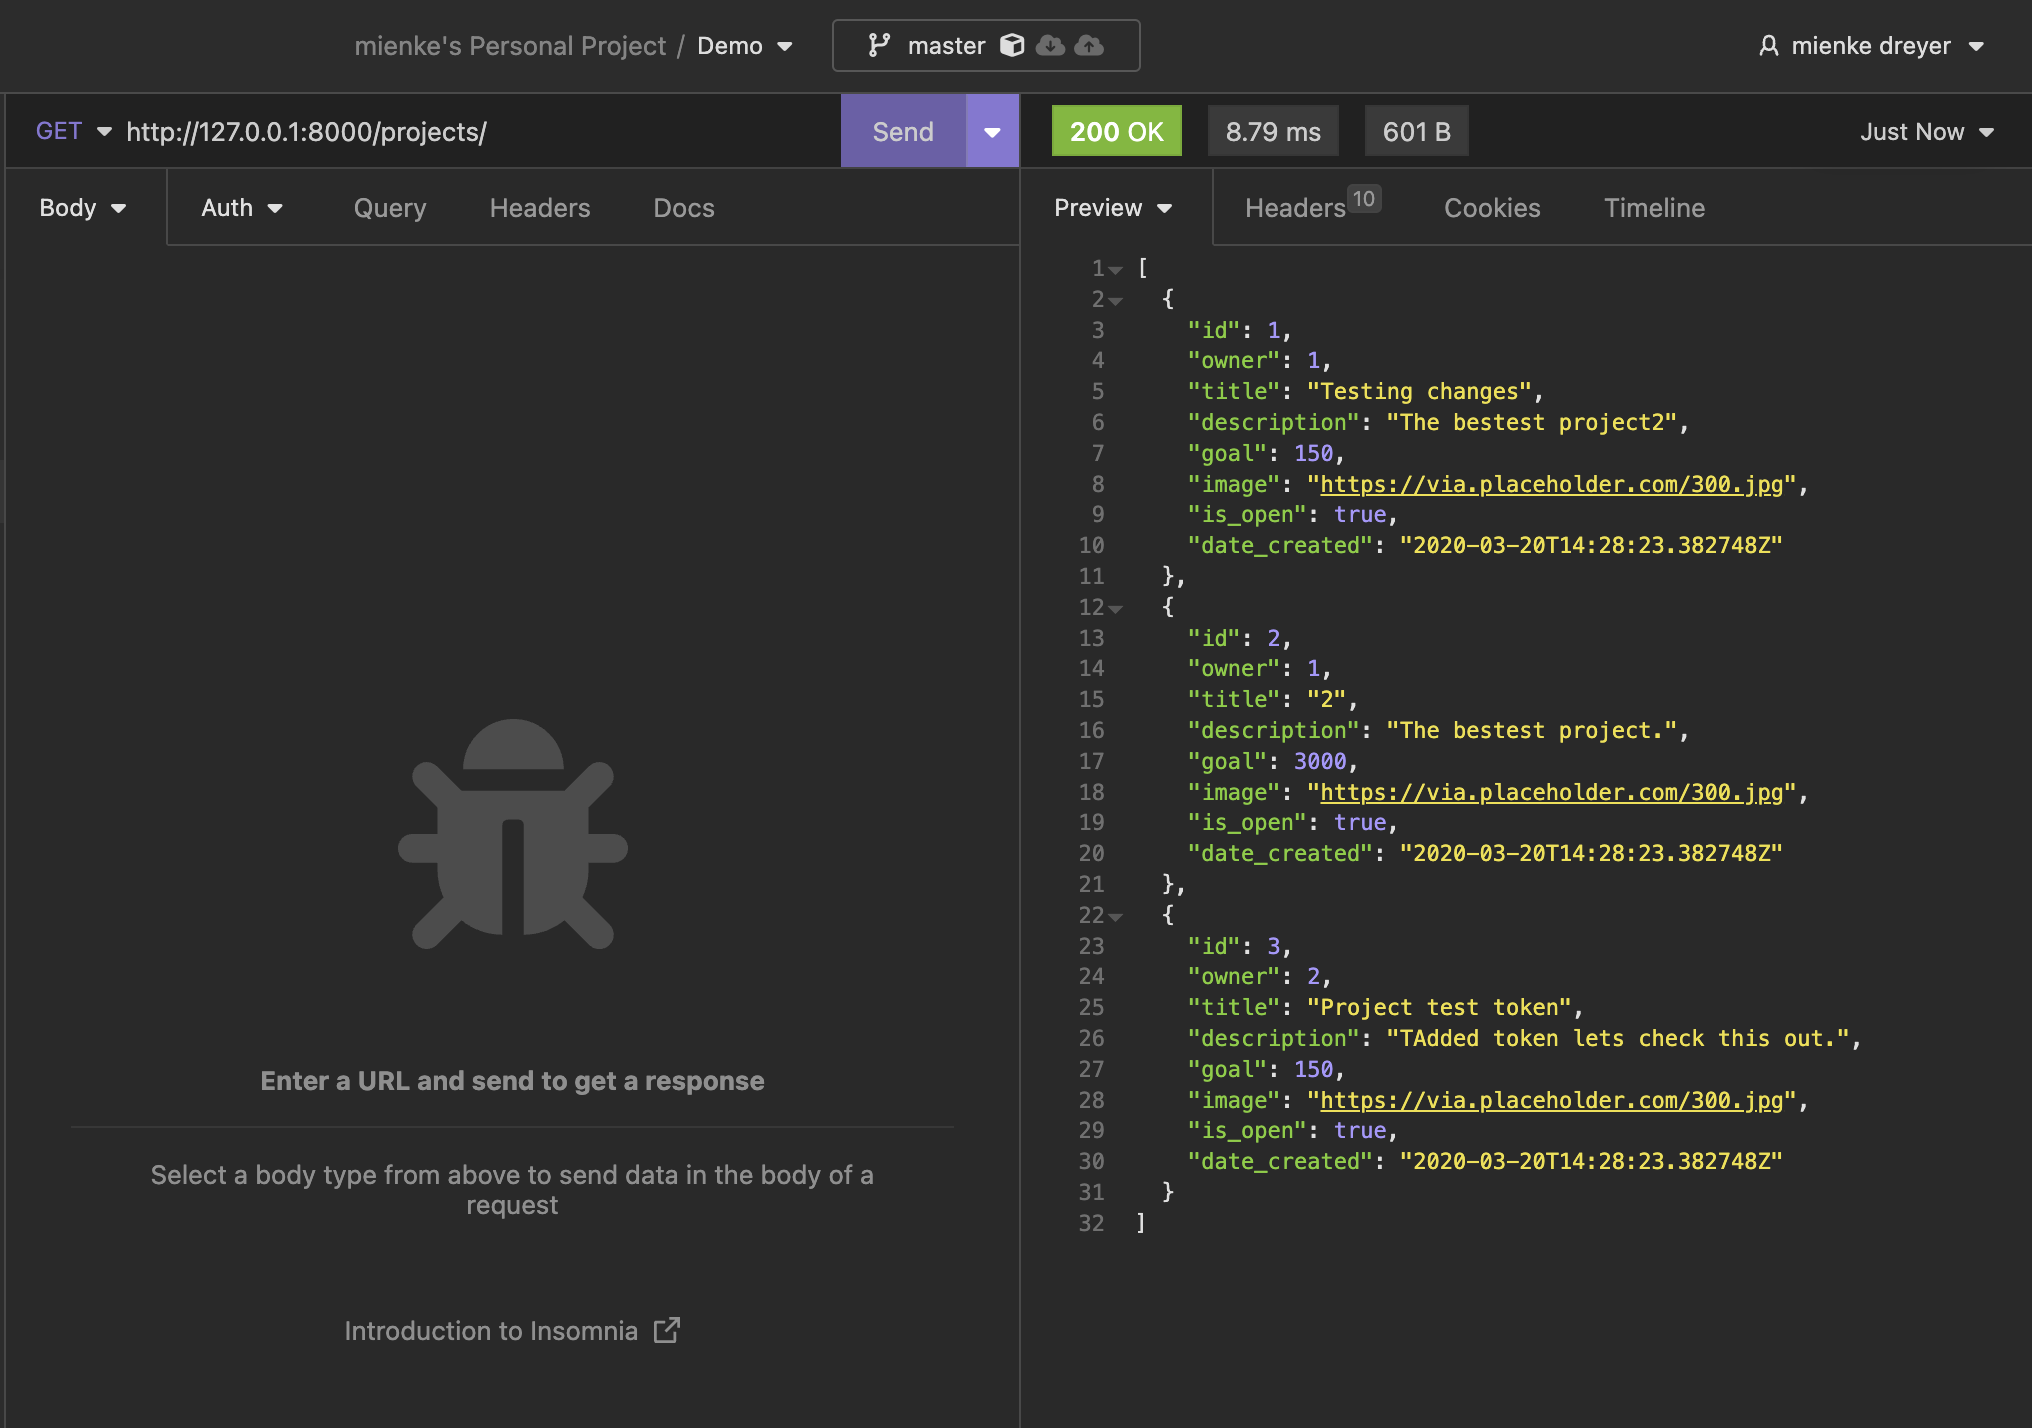 mienke's Personal Project / Demo
master
mienke dreyer
GET http://127.0.0.1:8000/projects/
Send
200 OK
8.79 ms
601 B
Just Now
Body
Auth
Query
Headers
Docs
Preview
Headers 10
Cookies
Timeline
Enter a URL and send to get a response
Select a body type from above to send data in the body of a
request
Introduction to Insomnia
1 [
2 {
3 "id": 1,
4 "owner": 1,
5 "title": "Testing changes",
6 "description": "The bestest project2",
7 "goal": 150,
8 "image": "https://via.placeholder.com/300.jpg",
9 "is_open": true,
10 "date_created": "2020-03-20T14:28:23.382748Z"
11 },
12 {
13 "id": 2,
14 "owner": 1,
15 "title": "2",
16 "description": "The bestest project.",
17 "goal": 3000,
18 "image": "https://via.placeholder.com/300.jpg",
19 "is_open": true,
20 "date_created": "2020-03-20T14:28:23.382748Z"
21 },
22 {
23 "id": 3,
24 "owner": 2,
25 "title": "Project test token",
26 "description": "TAdded token lets check this out.",
27 "goal": 150,
28 "image": "https://via.placeholder.com/300.jpg",
29 "is_open": true,
30 "date_created": "2020-03-20T14:28:23.382748Z"
31 }
32 ]